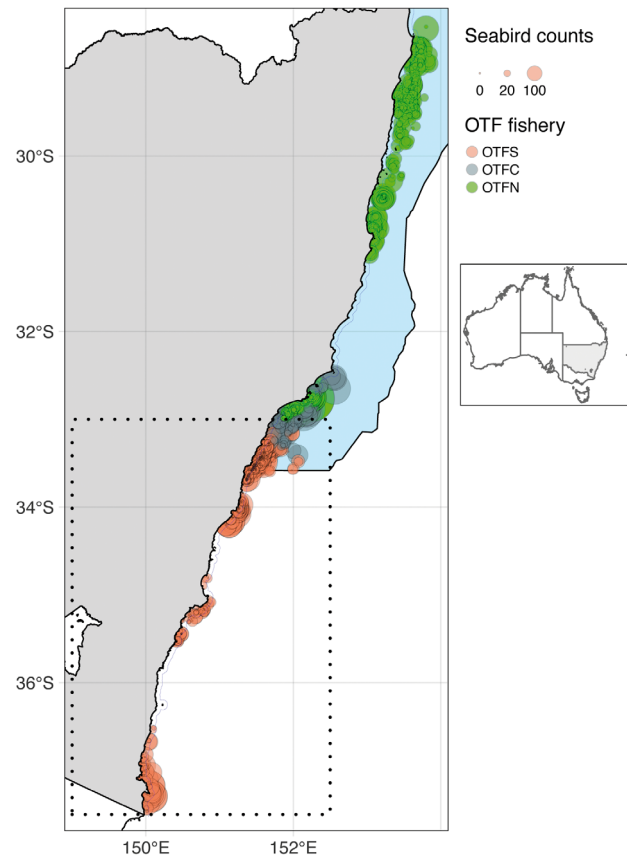 Seabird counts
0 20 100
OTF fishery
OTFS
OTFC
OTFN
30°S
32°S
34°S
36°S
150°E 152°E